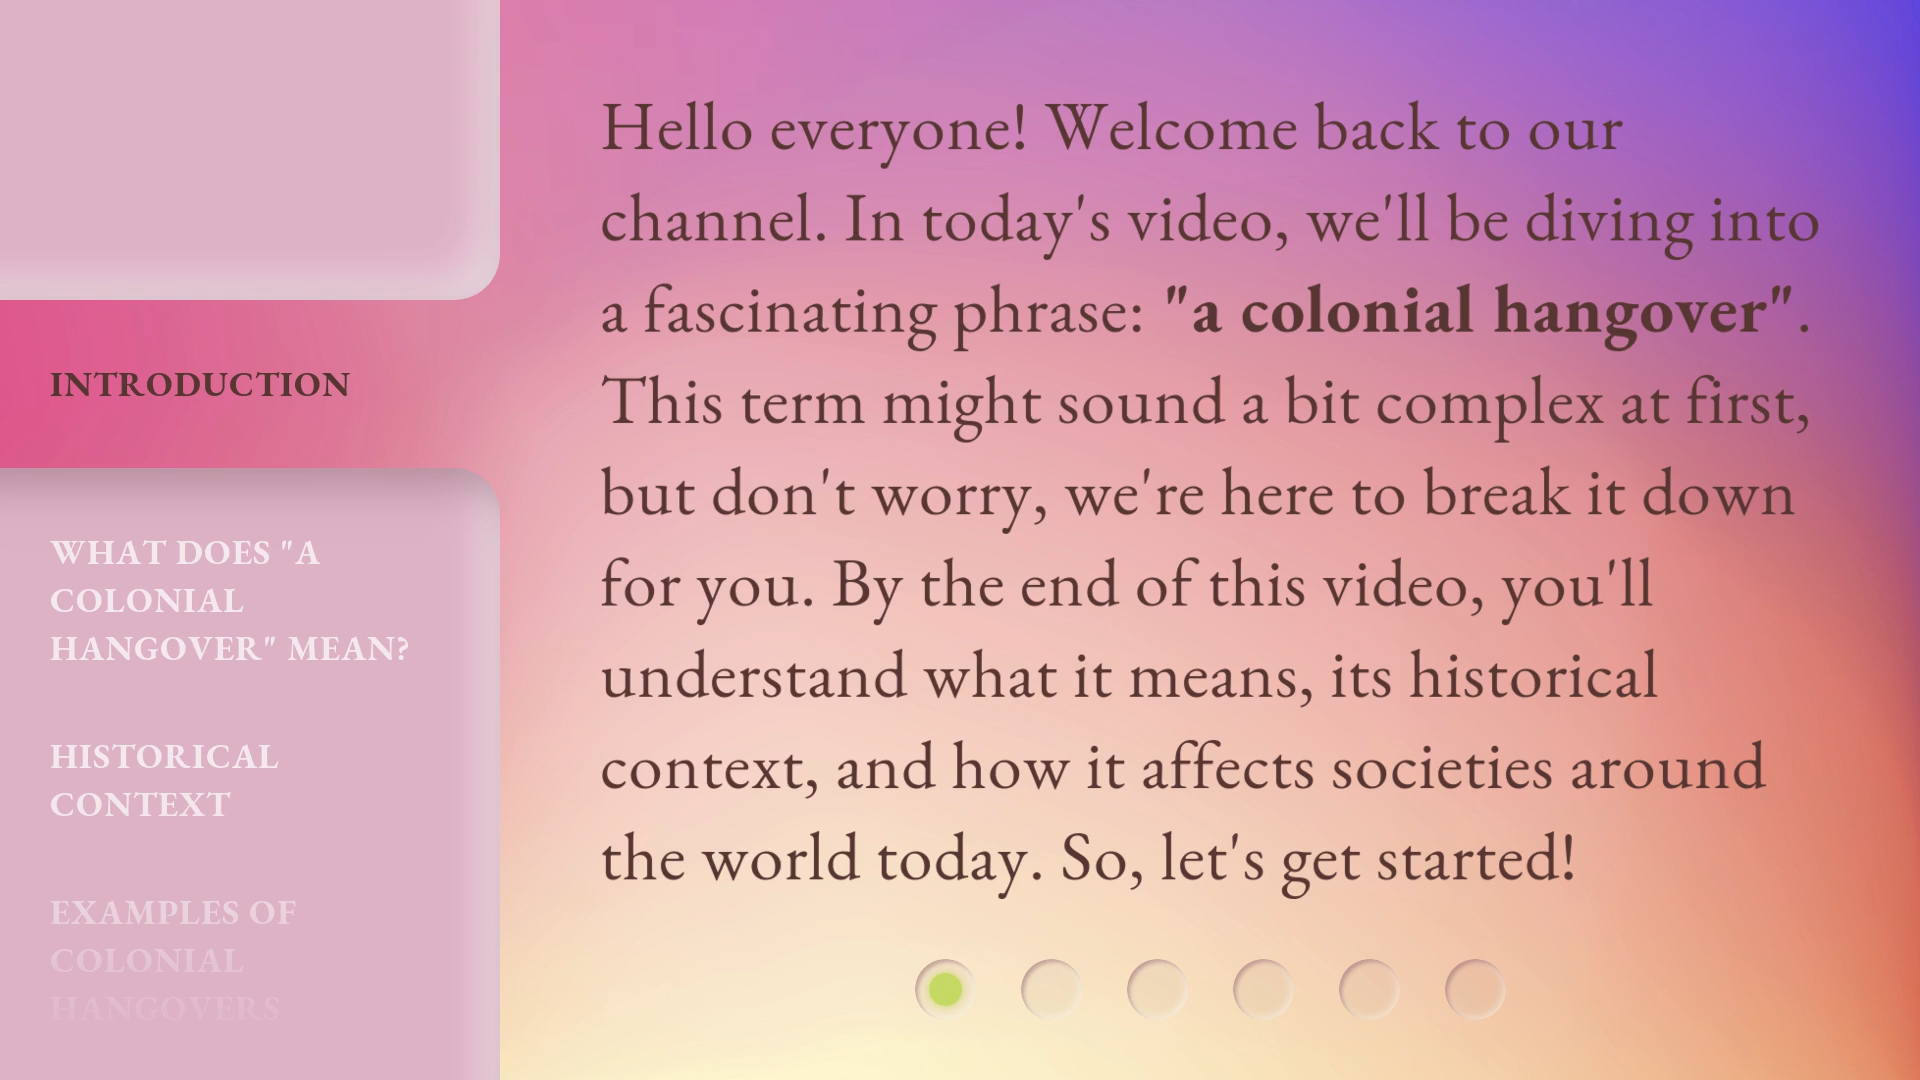 INTRODUCTION
WHAT DOES "A
COLONIAL
HANGOVER" MEAN?
HISTORICAL
CONTEXT
EXAMPLES OF
COLONIAL
HANGOVERS
Hello everyone! Welcome back to our
channel. In today's video, we'll be diving into
a fascinating phrase: "a colonial hangover".
This term might sound a bit complex at first,
but don't worry, we're here to break it down
for you. By the end of this video, you'll
understand what it means, its historical
context, and how it affects societies around
the world today. So, let's get started!